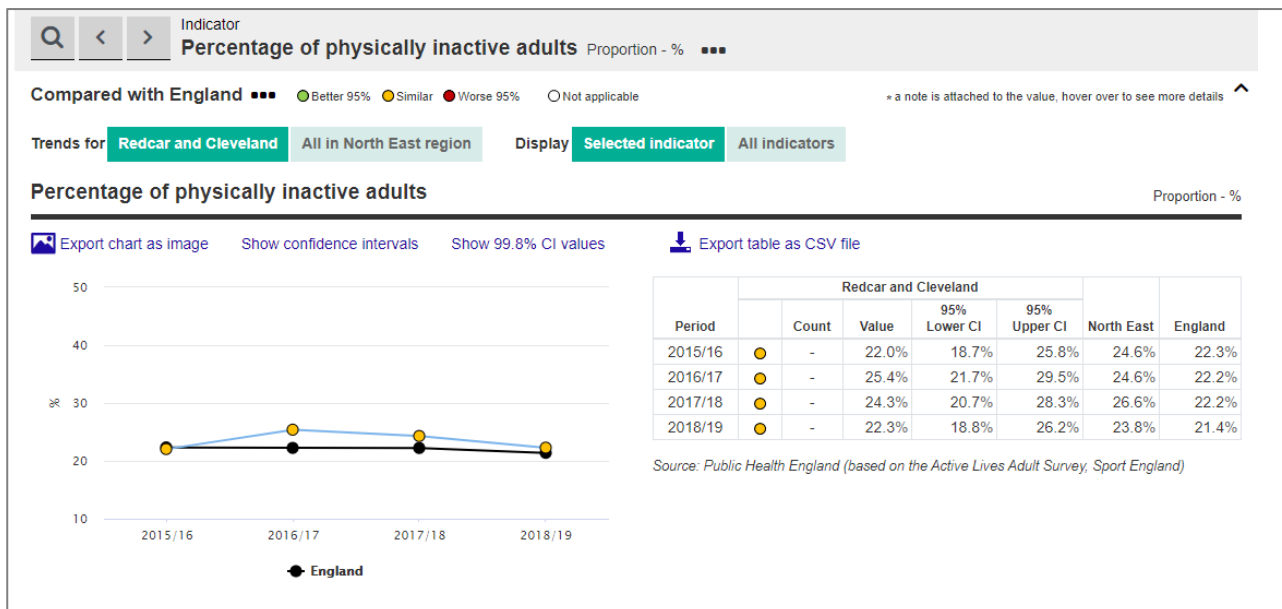 Indicator
Percentage of physically inactive adults Proportion - %
Compared with England Better 95% Similar Worse 95% Not applicable * a note is attached to the value, hover over to see more details
Trends for Redcar and Cleveland All in North East region Display Selected indicator All indicators
Percentage of physically inactive adults Proportion - %
Export chart as image Show confidence intervals Show 99.8% CI values Export table as CSV file
50
40
% 30
20
10
2015/16 2016/17 2017/18 2018/19
England
Redcar and Cleveland
Period Count Value 95% Lower CI 95% Upper CI North East England
2015/16 - 22.0% 18.7% 25.8% 24.6% 22.3%
2016/17 - 25.4% 21.7% 29.5% 24.6% 22.2%
2017/18 - 24.3% 20.7% 28.3% 26.6% 22.2%
2018/19 - 22.3% 18.8% 26.2% 23.8% 21.4%
Source: Public Health England (based on the Active Lives Adult Survey, Sport England)